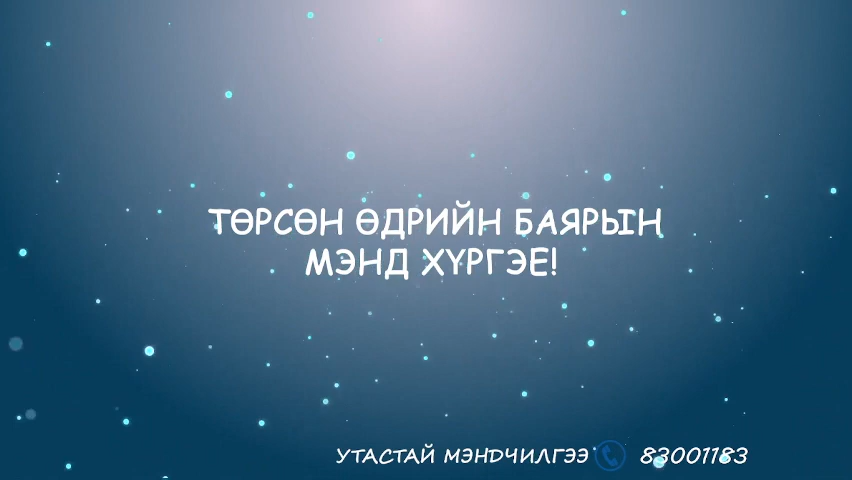 ТӨРСӨН ӨДРИЙН БАЯРЫН
МЭНД ХҮРГЭЕ!
УТАСТАЙ МЭНДЧИЛГЭЭ 83001183